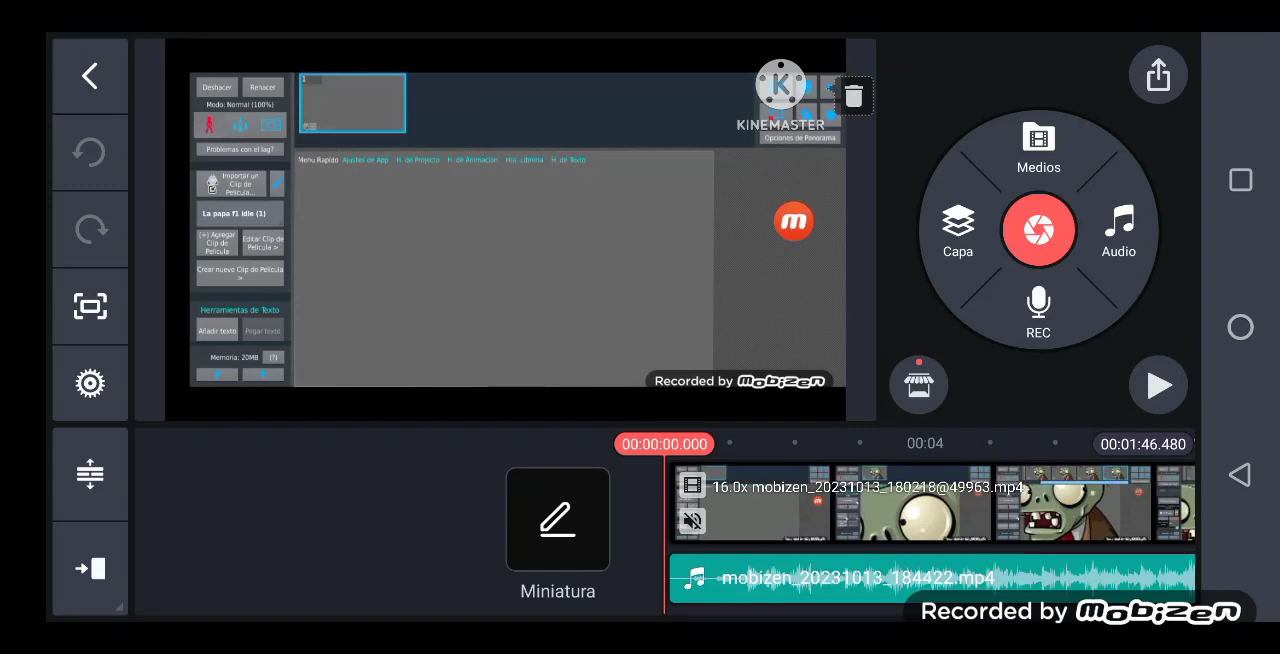 Deshacer Rehacer
Modo: Normal (100%)
Problemas con el lag?
Importar un
Clip de
Pelicula...
La papa f1 idle (1)
(+) Agregar
Clip de
Pelicula
Editar Clip de
Pelicula >
Crear nuevo Clip de Pelicula
>
Herramientas de Texto
Añadir texto Pegar texto
Memoria: 20MB (?)
1
Menu Rapido Ajustes de App H. de Projecto H. de Animacion Hta. Libreria H. de Texto
K
KINEMASTER
Opciones de Panorama
m
Recorded by mobizen
Medios
Capa
Audio
REC
00:00:00.000
00:04
00:01:46.480
16.0x mobizen_20231013_180218@49963.mp4
mobizen_20231013_184422.mp4
Miniatura
Recorded by mobizen